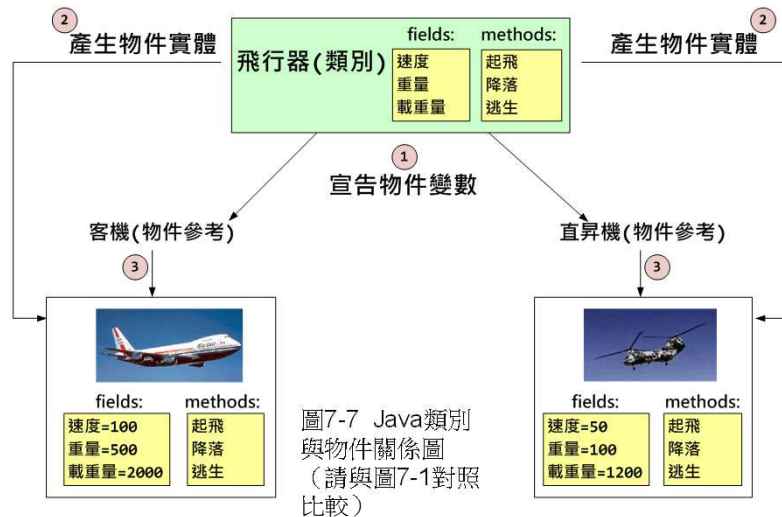 2
產生物件實體
飛行器(類別)
fields:
速度
重量
載重量
methods:
起飛
降落
逃生
2
產生物件實體
1
宣告物件變數
客機(物件參考)
直昇機(物件參考)
3
3
fields:
速度=100
重量=500
載重量=2000
methods:
起飛
降落
逃生
圖7-7 Java類別
與物件關係圖
（請與圖7-1對照
比較）
fields:
速度=50
重量=100
載重量=1200
methods:
起飛
降落
逃生